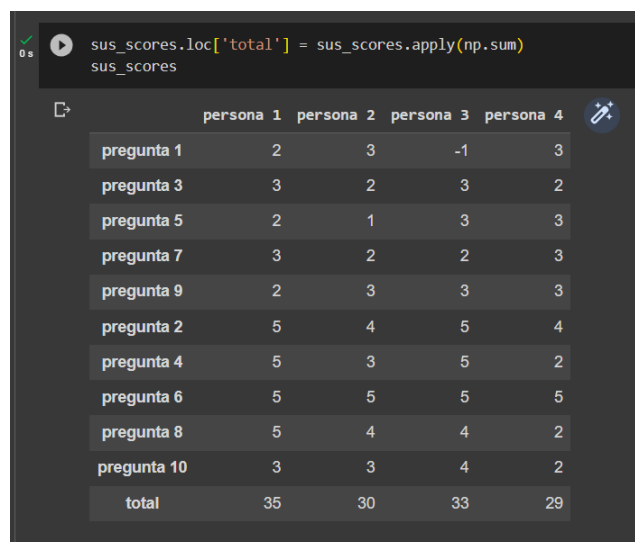 sus_scores.loc['total'] = sus_scores.apply(np.sum)
0 s
sus_scores
persona 1 persona 2 persona 3 persona 4
pregunta 1 2 3 -1 3
pregunta 3 3 2 3 2
pregunta 5 2 1 3 3
pregunta 7 3 2 2 3
pregunta 9 2 3 3 3
pregunta 2 5 4 5 4
pregunta 4 5 3 5 2
pregunta 6 5 5 5 5
pregunta 8 5 4 4 2
pregunta 10 3 3 4 2
total 35 30 33 29